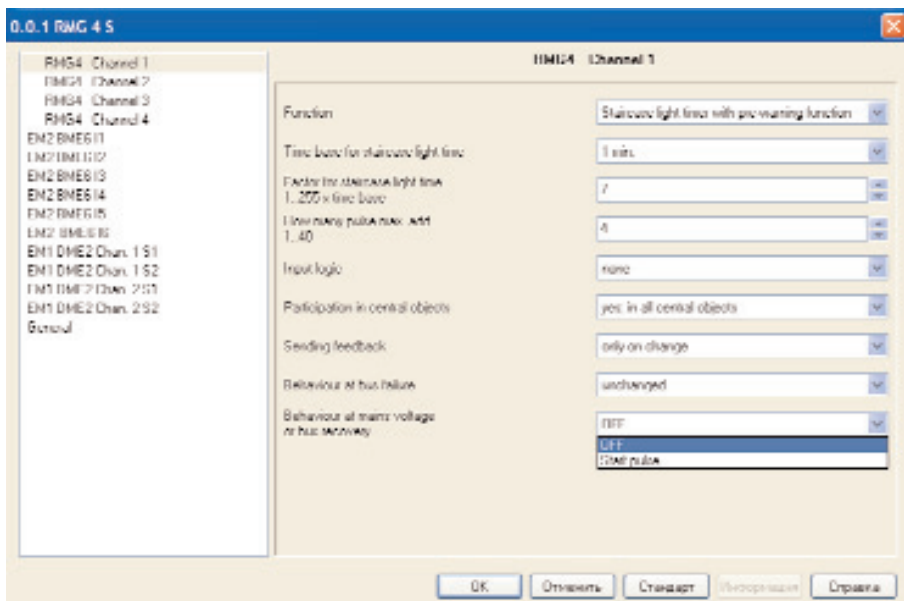 0.0.1 RMG 4 S
RMG4 Channel 1
RMG4 Channel 2
RMG4 Channel 3
RMG4 Channel 4
EM2 BME6 I1
EM2 BME6 I2
EM2 BME6 I3
EM2 BME6 I4
EM2 BME6 I5
EM2 BME6 I6
EM1 DME2 Chan. 1 S1
EM1 DME2 Chan. 1 S2
EM1 DME2 Chan. 2 S1
EM1 DME2 Chan. 2 S2
General
RMG4 Channel 1
Function
Staircase light timer with pre-warning function
Time base for staircase light time
1 min.
Factor for staircase light time
1..255 x time base
7
How many pulse max. add
1..40
4
Input logic
none
Participation in central objects
yes: in all central objects
Sending feedback
only on change
Behaviour at bus failure
unchanged
Behaviour at mains voltage
or bus recovery
OFF
OFF
Start pulse
OK
Отменить
Стандарт
Информация
Справка